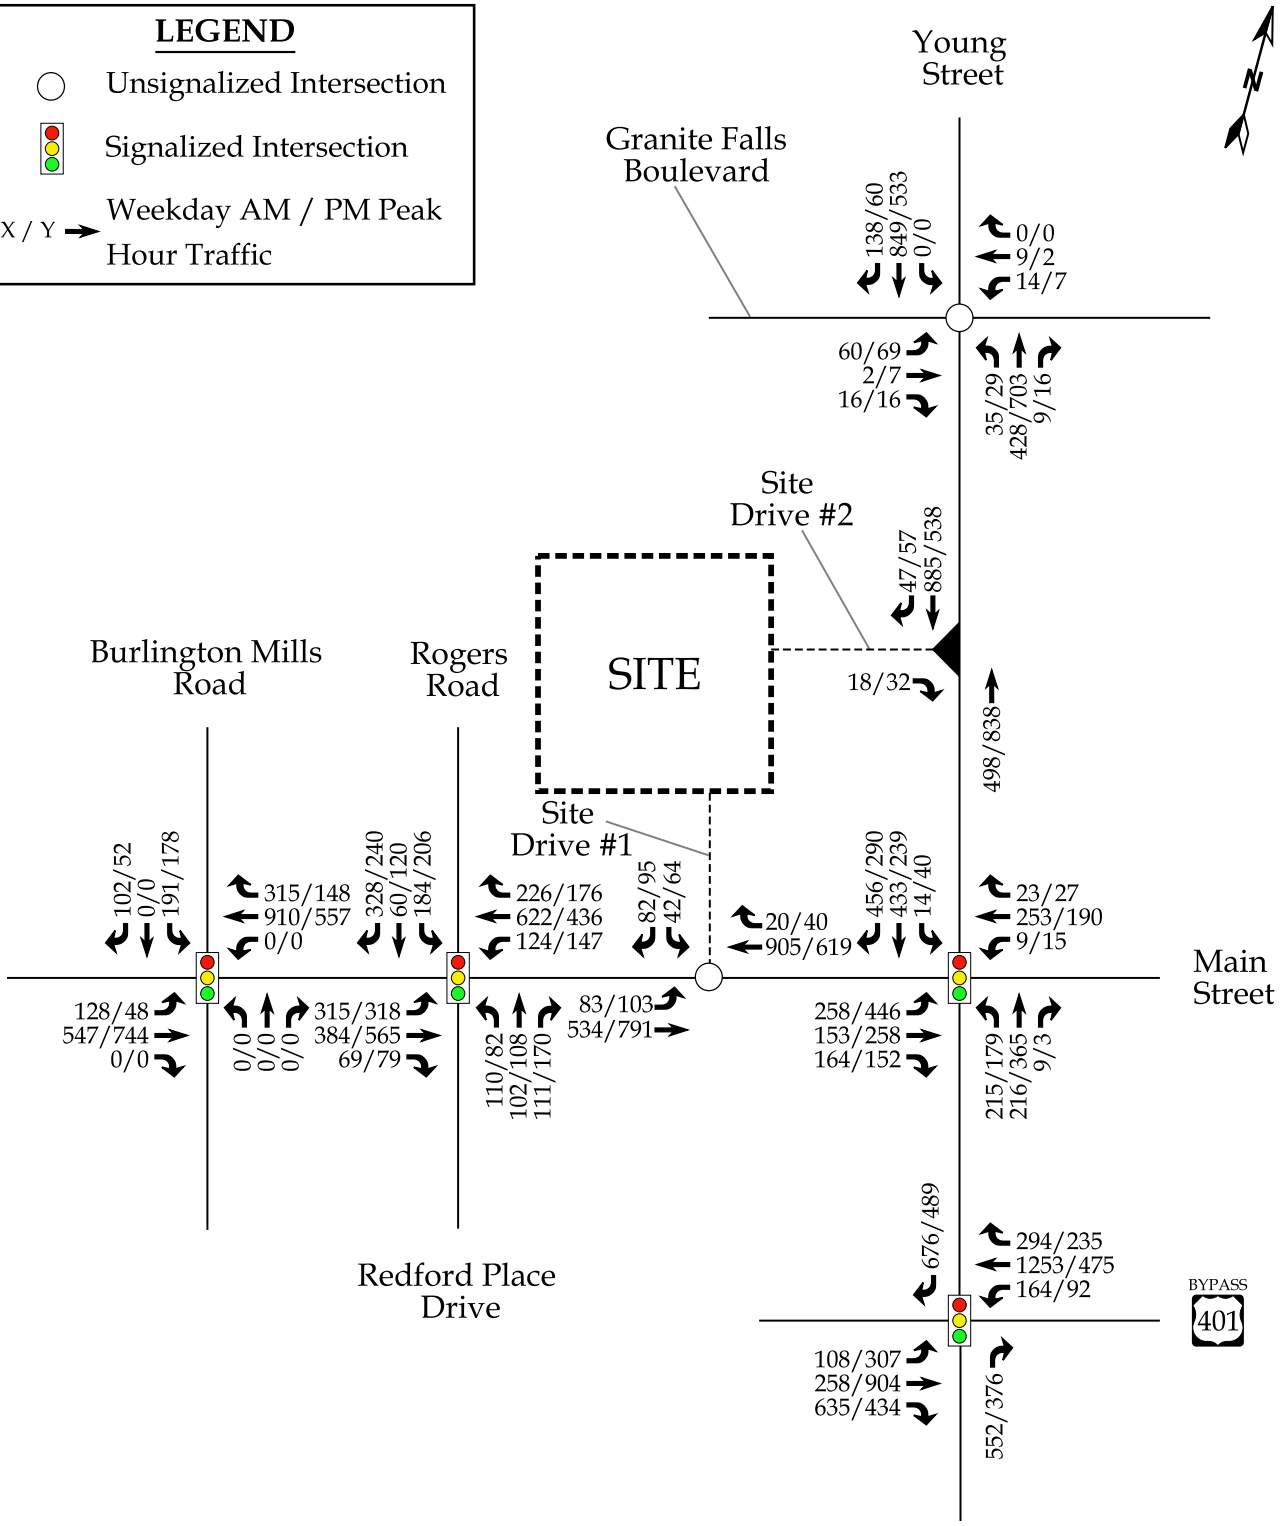 LEGEND
Unsignalized Intersection
Signalized Intersection
X / Y
Weekday AM / PM Peak
Hour Traffic
N
Young
Street
Granite Falls
Boulevard
138/60
849/533
0/0
0/0
9/2
14/7
60/69
2/7
16/16
35/29
428/703
9/16
Site
Drive #2
47/57
885/538
18/32
498/838
SITE
Burlington Mills
Road
Rogers
Road
Site
Drive #1
102/52
0/0
191/178
315/148
910/557
0/0
128/48
547/744
0/0
0/0
0/0
0/0
328/240
60/120
184/206
226/176
622/436
124/147
315/318
384/565
69/79
110/82
102/108
111/170
82/95
42/64
20/40
905/619
83/103
534/791
456/290
433/239
14/40
23/27
253/190
9/15
258/446
153/258
164/152
215/179
216/365
9/3
Main
Street
Redford Place
Drive
676/489
294/235
1253/475
164/92
108/307
258/904
635/434
552/376
BYPASS
401